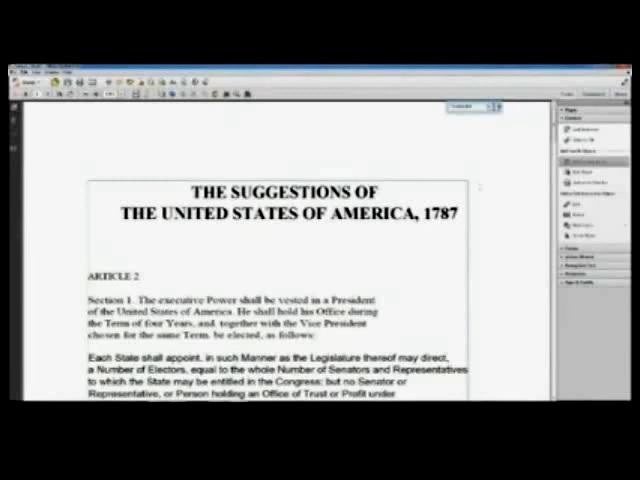 THE SUGGESTIONS OF
THE UNITED STATES OF AMERICA, 1787
ARTICLE 2
Section 1. The executive Power shall be vested in a President
of the United States of America. He shall hold his Office during
the Term of four Years, and, together with the Vice President
chosen for the same Term, be elected, as follows:
Each State shall appoint, in such Manner as the Legislature thereof may direct,
a Number of Electors, equal to the whole Number of Senators and Representatives
to which the State may be entitled in the Congress: but no Senator or
Representative, or Person holding an Office of Trust or Profit under